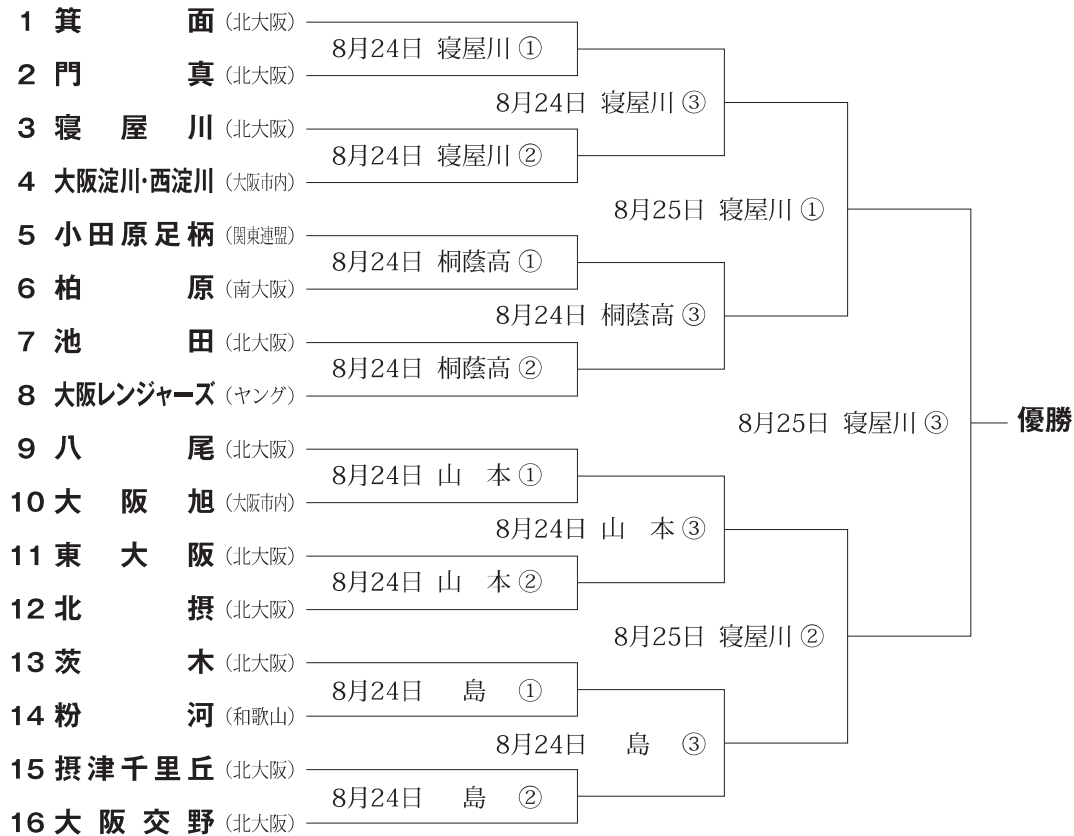 1 箕面（北大阪）
8月24日 寝屋川 ①
2 門真（北大阪）
8月24日 寝屋川 ③
3 寝屋川（北大阪）
8月24日 寝屋川 ②
4 大阪淀川・西淀川（大阪市内）
8月25日 寝屋川 ①
5 小田原足柄（関東連盟）
8月24日 桐蔭高 ①
6 柏原（南大阪）
8月24日 桐蔭高 ③
7 池田（北大阪）
8月24日 桐蔭高 ②
8 大阪レンジャーズ（ヤング）
8月25日 寝屋川 ③
優勝
9 八尾（北大阪）
8月24日 山本 ①
10 大阪旭（大阪市内）
8月24日 山本 ③
11 東大阪（北大阪）
8月24日 山本 ②
12 北摂（北大阪）
8月25日 寝屋川 ②
13 茨木（北大阪）
8月24日 島 ①
14 粉河（和歌山）
8月24日 島 ③
15 摂津千里丘（北大阪）
8月24日 島 ②
16 大阪交野（北大阪）